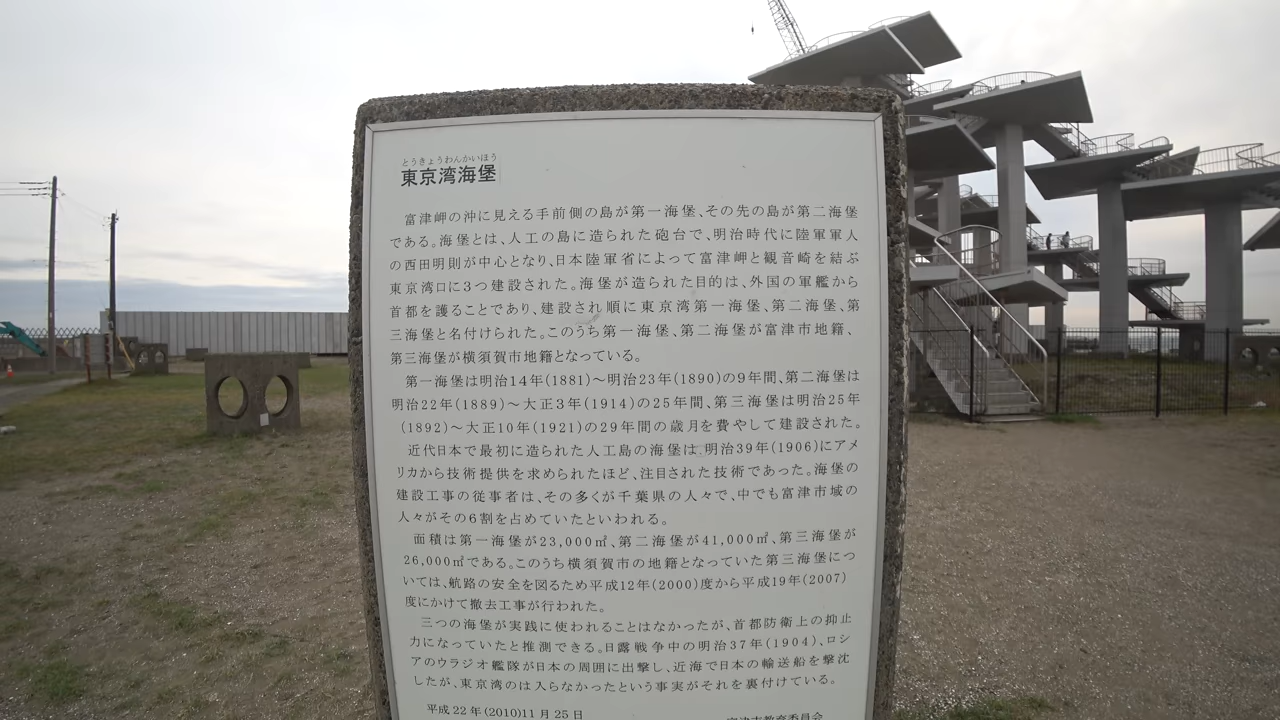 とうきょうわんかいほう
東京湾海堡
富津岬の沖に見える手前側の島が第一海堡、その先の島が第二海堡
である。海堡とは、人工の島に造られた砲台で、明治時代に陸軍軍人
の西田明則が中心となり、日本陸軍省によって富津岬と観音崎を結ぶ
東京湾口に3つ建設された。海堡が造られた目的は、外国の軍艦から
首都を護ることであり、建設され順に東京湾第一海堡、第二海堡、第
三海堡と名付けられた。このうち第一海堡、第二海堡が富津市地籍、
第三海堡が横須賀市地籍となっている。
第一海堡は明治14年(1881)～明治23年(1890)の9年間、第二海堡は
明治22年(1889)～大正3年(1914)の25年間、第三海堡は明治25年
(1892)～大正10年(1921)の29年間の歳月を費やして建設された。
近代日本で最初に造られた人工島の海堡は、明治39年(1906)にアメ
リカから技術提供を求められたほど、注目された技術であった。海堡の
建設工事の従事者は、その多くが千葉県の人々で、中でも富津市域の
人々がその6割を占めていたといわれる。
面積は第一海堡が23,000㎡、第二海堡が41,000㎡、第三海堡が
26,000㎡である。このうち横須賀市の地籍となっていた第三海堡につ
いては、航路の安全を図るため平成12年(2000)度から平成19年(2007)
度にかけて撤去工事が行われた。
三つの海堡が実践に使われることはなかったが、首都防衛上の抑止
力になっていたと推測できる。日露戦争中の明治37年(1904)、ロシ
アのウラジオ艦隊が日本の周囲に出撃し、近海で日本の輸送船を撃沈
したが、東京湾のは入らなかったという事実がそれを裏付けている。
平成22年(2010)11月25日
富津市教育委員会